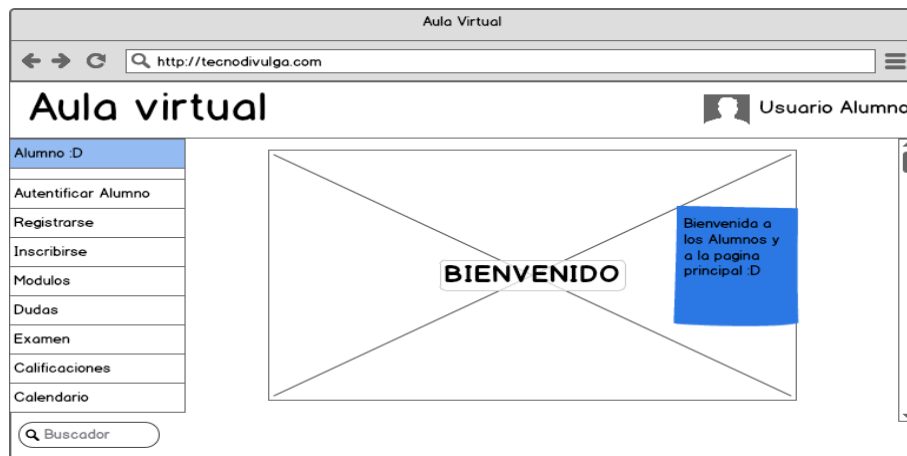 Aula Virtual
http://tecnodivulga.com
Aula virtual
Usuario Alumno
Alumno :D
Autentificar Alumno
Registrarse
Inscribirse
Modulos
Dudas
Examen
Calificaciones
Calendario
Buscador
BIENVENIDO
Bienvenida a
los Alumnos y
a la pagina
principal :D